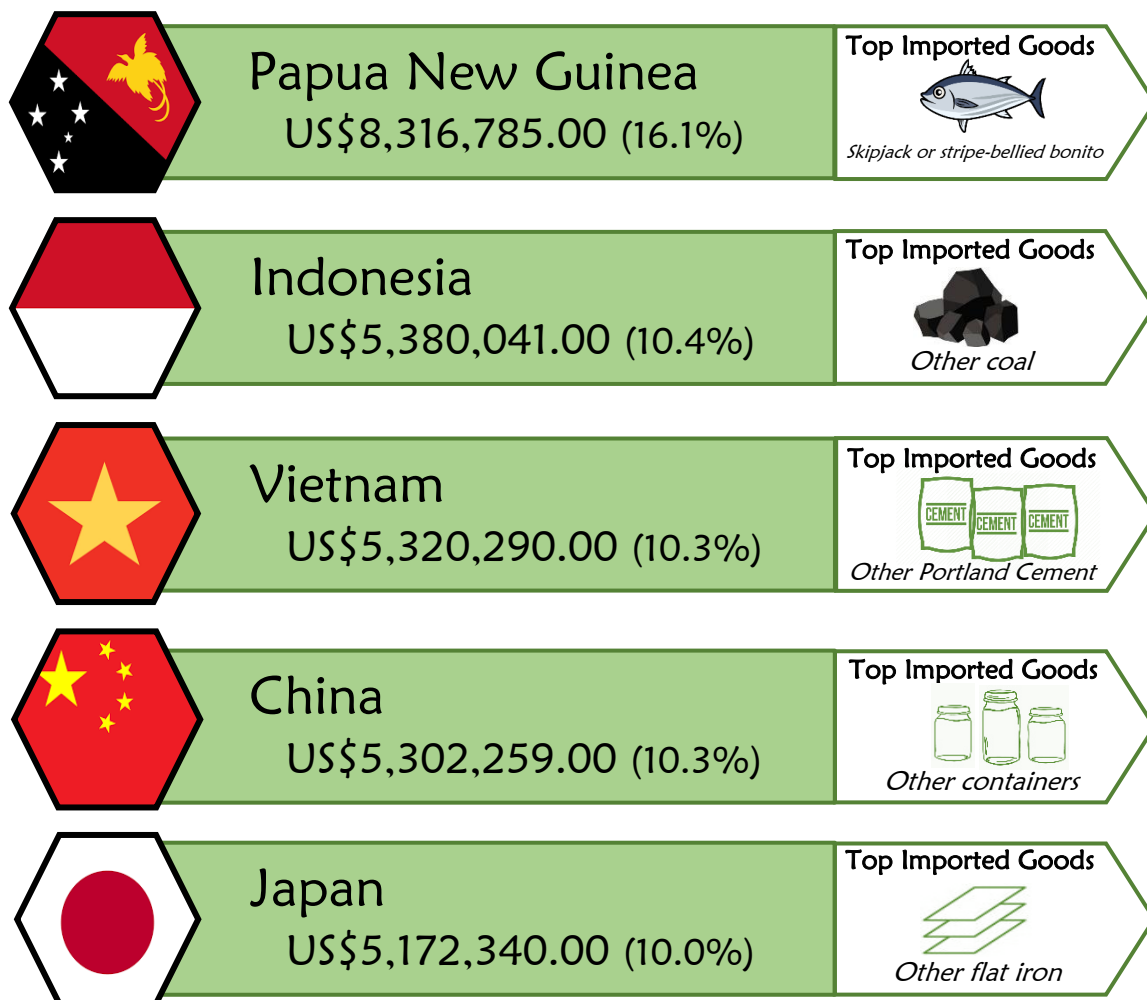 Papua New Guinea
US$8,316,785.00 (16.1%)
Top Imported Goods
Skipjack or stripe-bellied bonito
Indonesia
US$5,380,041.00 (10.4%)
Top Imported Goods
Other coal
Vietnam
US$5,320,290.00 (10.3%)
Top Imported Goods
CEMENT CEMENT CEMENT
Other Portland Cement
China
US$5,302,259.00 (10.3%)
Top Imported Goods
Other containers
Japan
US$5,172,340.00 (10.0%)
Top Imported Goods
Other flat iron